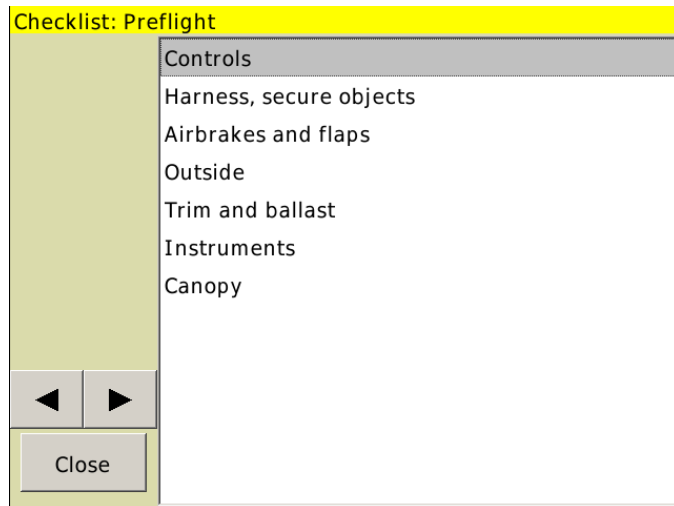 Checklist: Preflight
Controls
Harness, secure objects
Airbrakes and flaps
Outside
Trim and ballast
Instruments
Canopy
Close